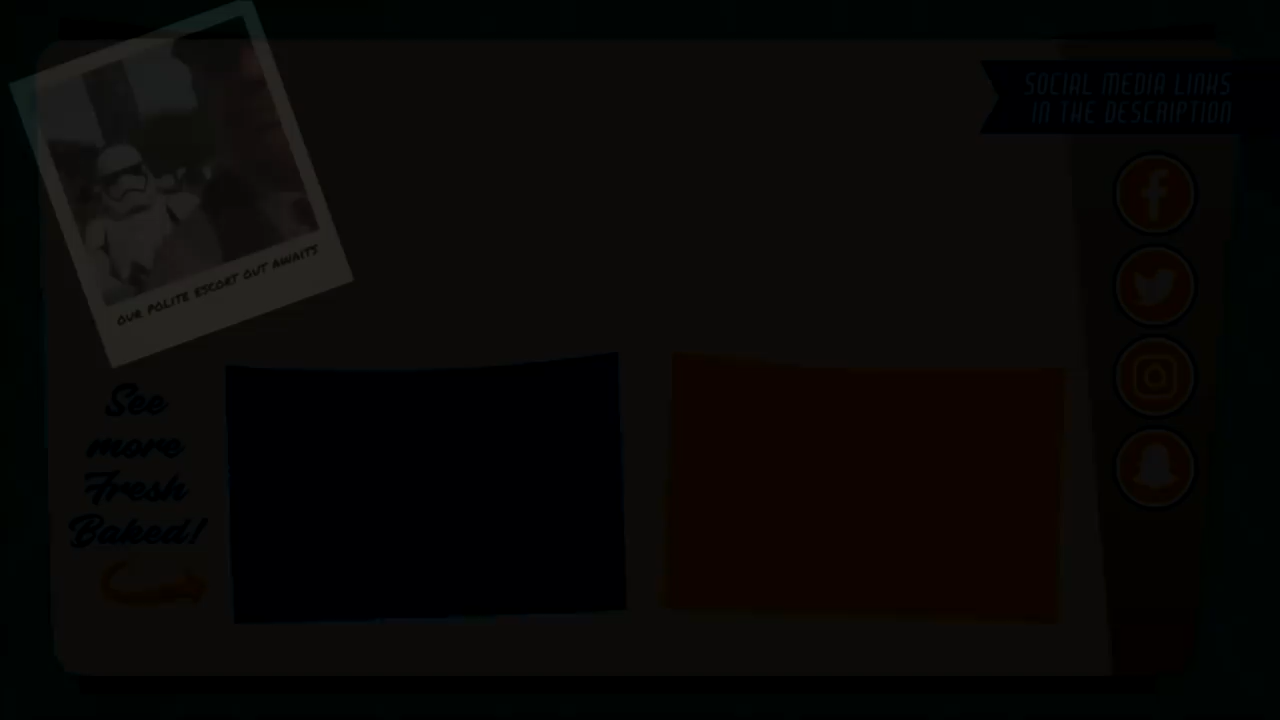 SOCIAL MEDIA LINKS
IN THE DESCRIPTION
OUR POLITE ESCORT OUT AWAITS
See
more
Fresh
Baked!